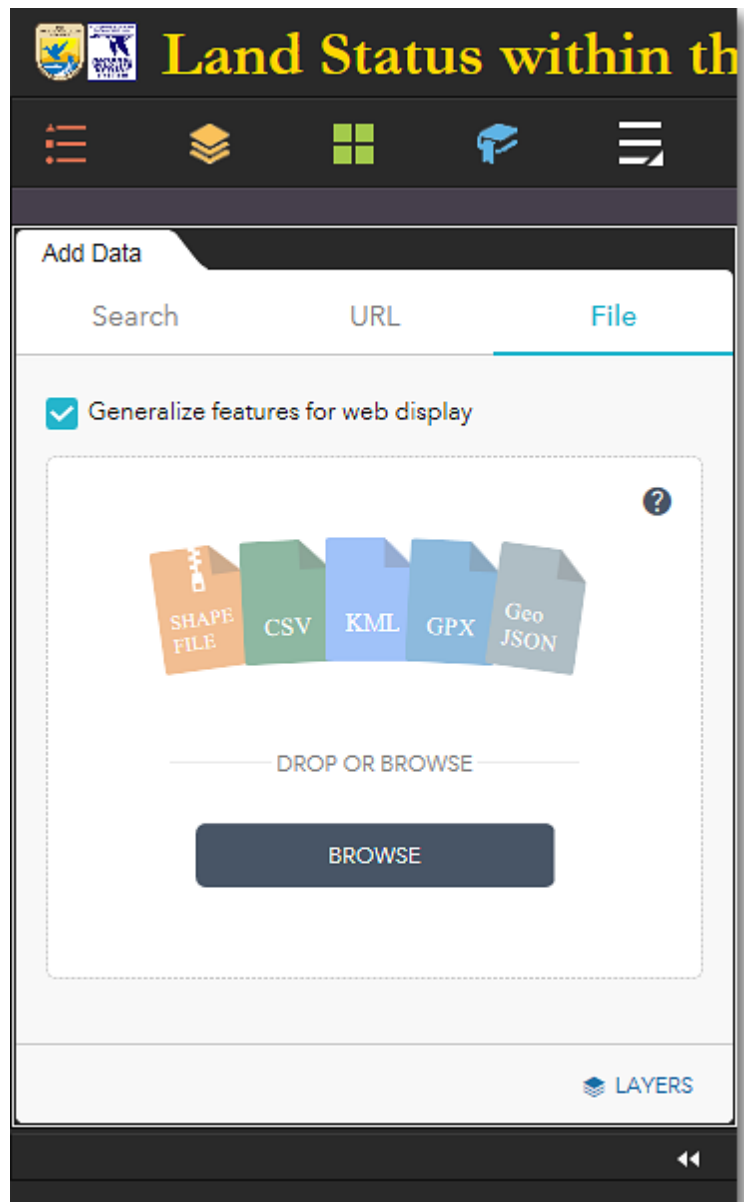 Land Status within th
Add Data
Search URL File
Generalize features for web display
SHAPE
FILE
CSV
KML
GPX
Geo
JSON
DROP OR BROWSE
BROWSE
LAYERS